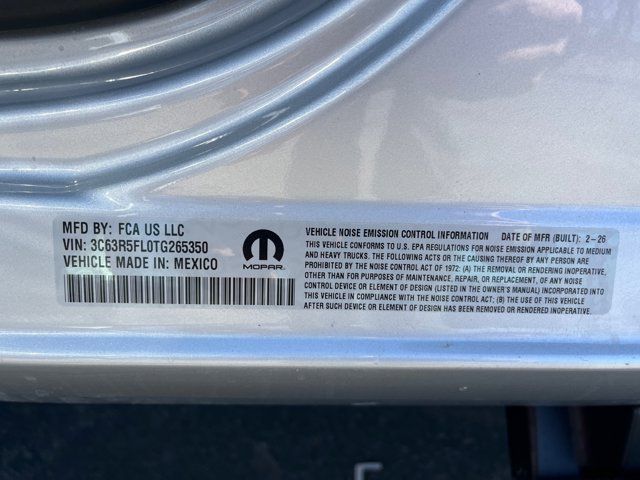 MFD BY: FCA US LLC
VIN: 3C63R5FL0TG265350
VEHICLE MADE IN: MEXICO
MOPAR
VEHICLE NOISE EMISSION CONTROL INFORMATION DATE OF MFR (BUILT): 2-26
THIS VEHICLE CONFORMS TO U.S. EPA REGULATIONS FOR NOISE EMISSION APPLICABLE TO MEDIUM
AND HEAVY TRUCKS. THE FOLLOWING ACTS OR THE CAUSING THEREOF BY ANY PERSON ARE
PROHIBITED BY THE NOISE CONTROL ACT OF 1972: (A) THE REMOVAL OR RENDERING INOPERATIVE,
OTHER THAN FOR PURPOSES OF MAINTENANCE, REPAIR, OR REPLACEMENT, OF ANY NOISE
CONTROL DEVICE OR ELEMENT OF DESIGN (LISTED IN THE OWNER'S MANUAL) INCORPORATED INTO
THIS VEHICLE IN COMPLIANCE WITH THE NOISE CONTROL ACT; (B) THE USE OF THIS VEHICLE
AFTER SUCH DEVICE OR ELEMENT OF DESIGN HAS BEEN REMOVED OR RENDERED INOPERATIVE.